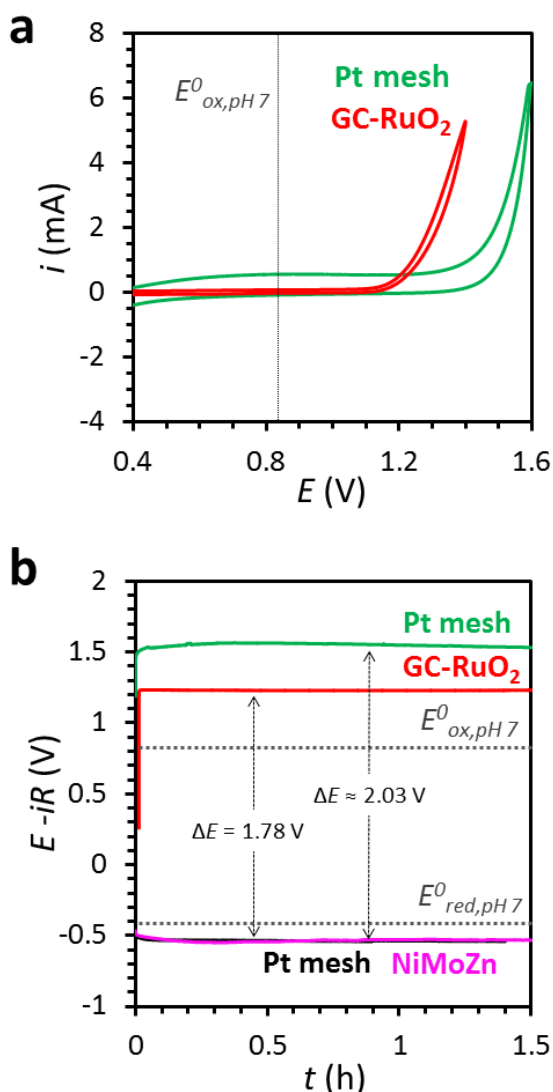 a
8
6
4
2
0
-2
-4
i (mA)
E⁰ox,pH 7
Pt mesh
GC-RuO₂
0.4
0.8
1.2
1.6
E (V)
b
2
1.5
1
0.5
0
-0.5
-1
E -iR (V)
Pt mesh
GC-RuO₂
E⁰ox,pH 7
ΔE = 1.78 V
ΔE ≈ 2.03 V
E⁰red,pH 7
Pt mesh
NiMoZn
0
0.5
1
1.5
t (h)